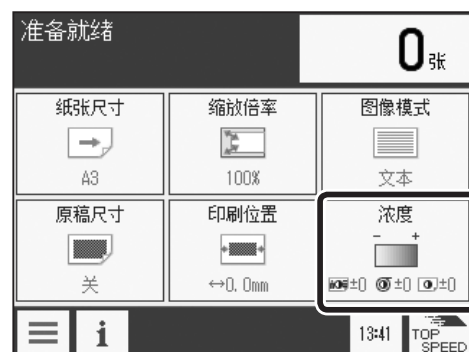 准备就绪
0张
纸张尺寸
缩放倍率
图像模式
A3
100%
文本
原稿尺寸
印刷位置
浓度
- +
关
↔0.0mm
±0 ±0 ±0
i
13:41
TOP
SPEED